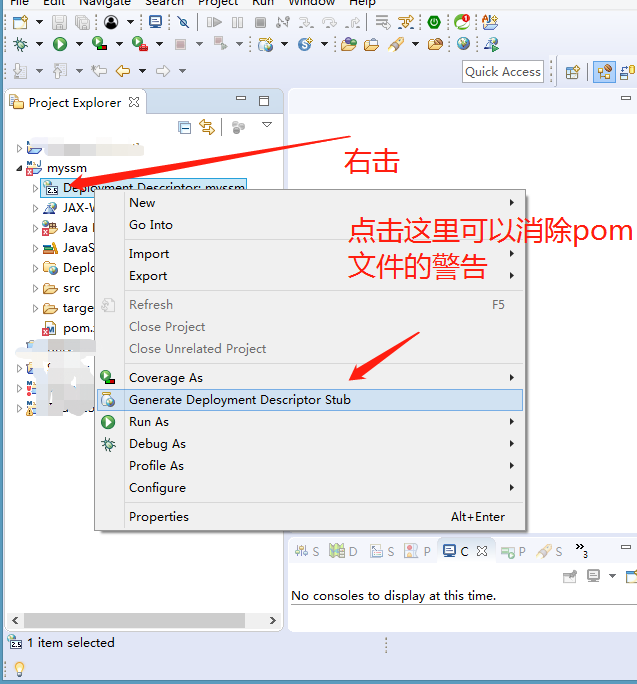 File Edit Navigate Search Project Run Window Help
Quick Access
Project Explorer
myssm
Deployment Descriptor: myssm
JAX-W
Java
JavaS
Deplo
src
targe
pom.
右击
点击这里可以消除pom
文件的警告
New
Go Into
Import
Export
Refresh F5
Close Project
Close Unrelated Project
Coverage As
Generate Deployment Descriptor Stub
Run As
Debug As
Profile As
Configure
Properties Alt+Enter
S D S P C P S »3
No consoles to display at this time.
1 item selected